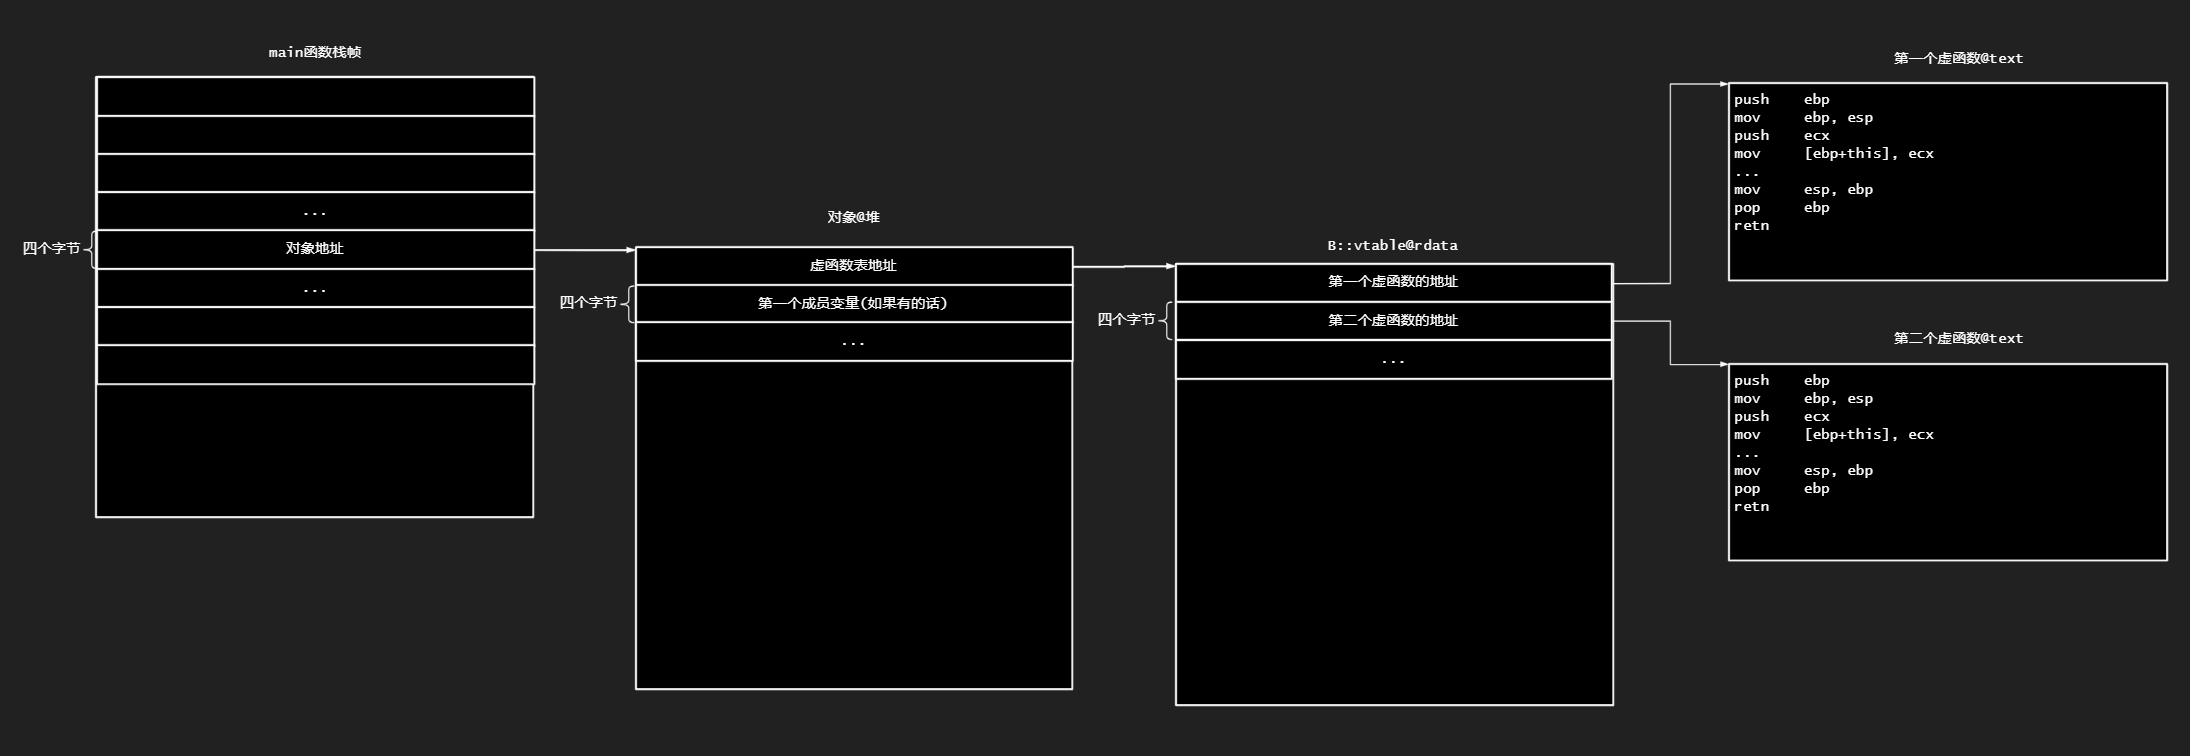 main函数栈帧
...
四个字节
对象地址
...
对象@堆
虚函数表地址
四个字节
第一个成员变量(如果有的话)
...
B::vtable@rdata
第一个虚函数的地址
四个字节
第二个虚函数的地址
...
第一个虚函数@text
push    ebp
mov     ebp, esp
push    ecx
mov     [ebp+this], ecx
...
mov     esp, ebp
pop     ebp
retn
第二个虚函数@text
push    ebp
mov     ebp, esp
push    ecx
mov     [ebp+this], ecx
...
mov     esp, ebp
pop     ebp
retn